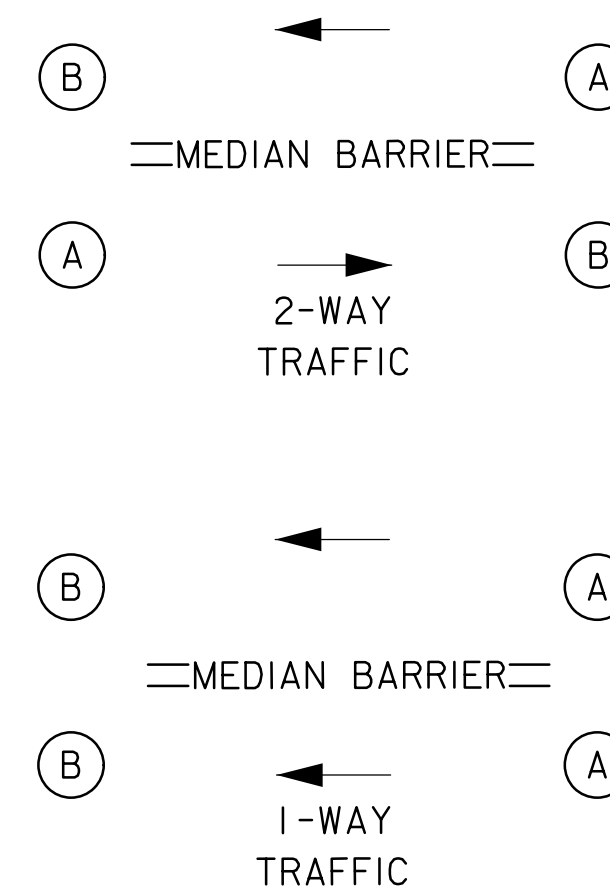 B A
MEDIAN BARRIER
A B
2-WAY
TRAFFIC
B A
MEDIAN BARRIER
B A
1-WAY
TRAFFIC